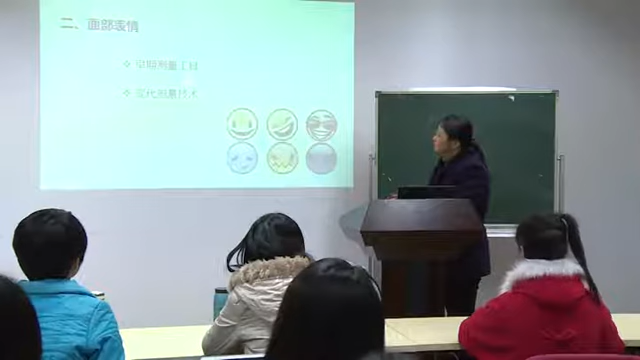 二、面部表情
❖ 早期测量工具
❖ 现代测量技术